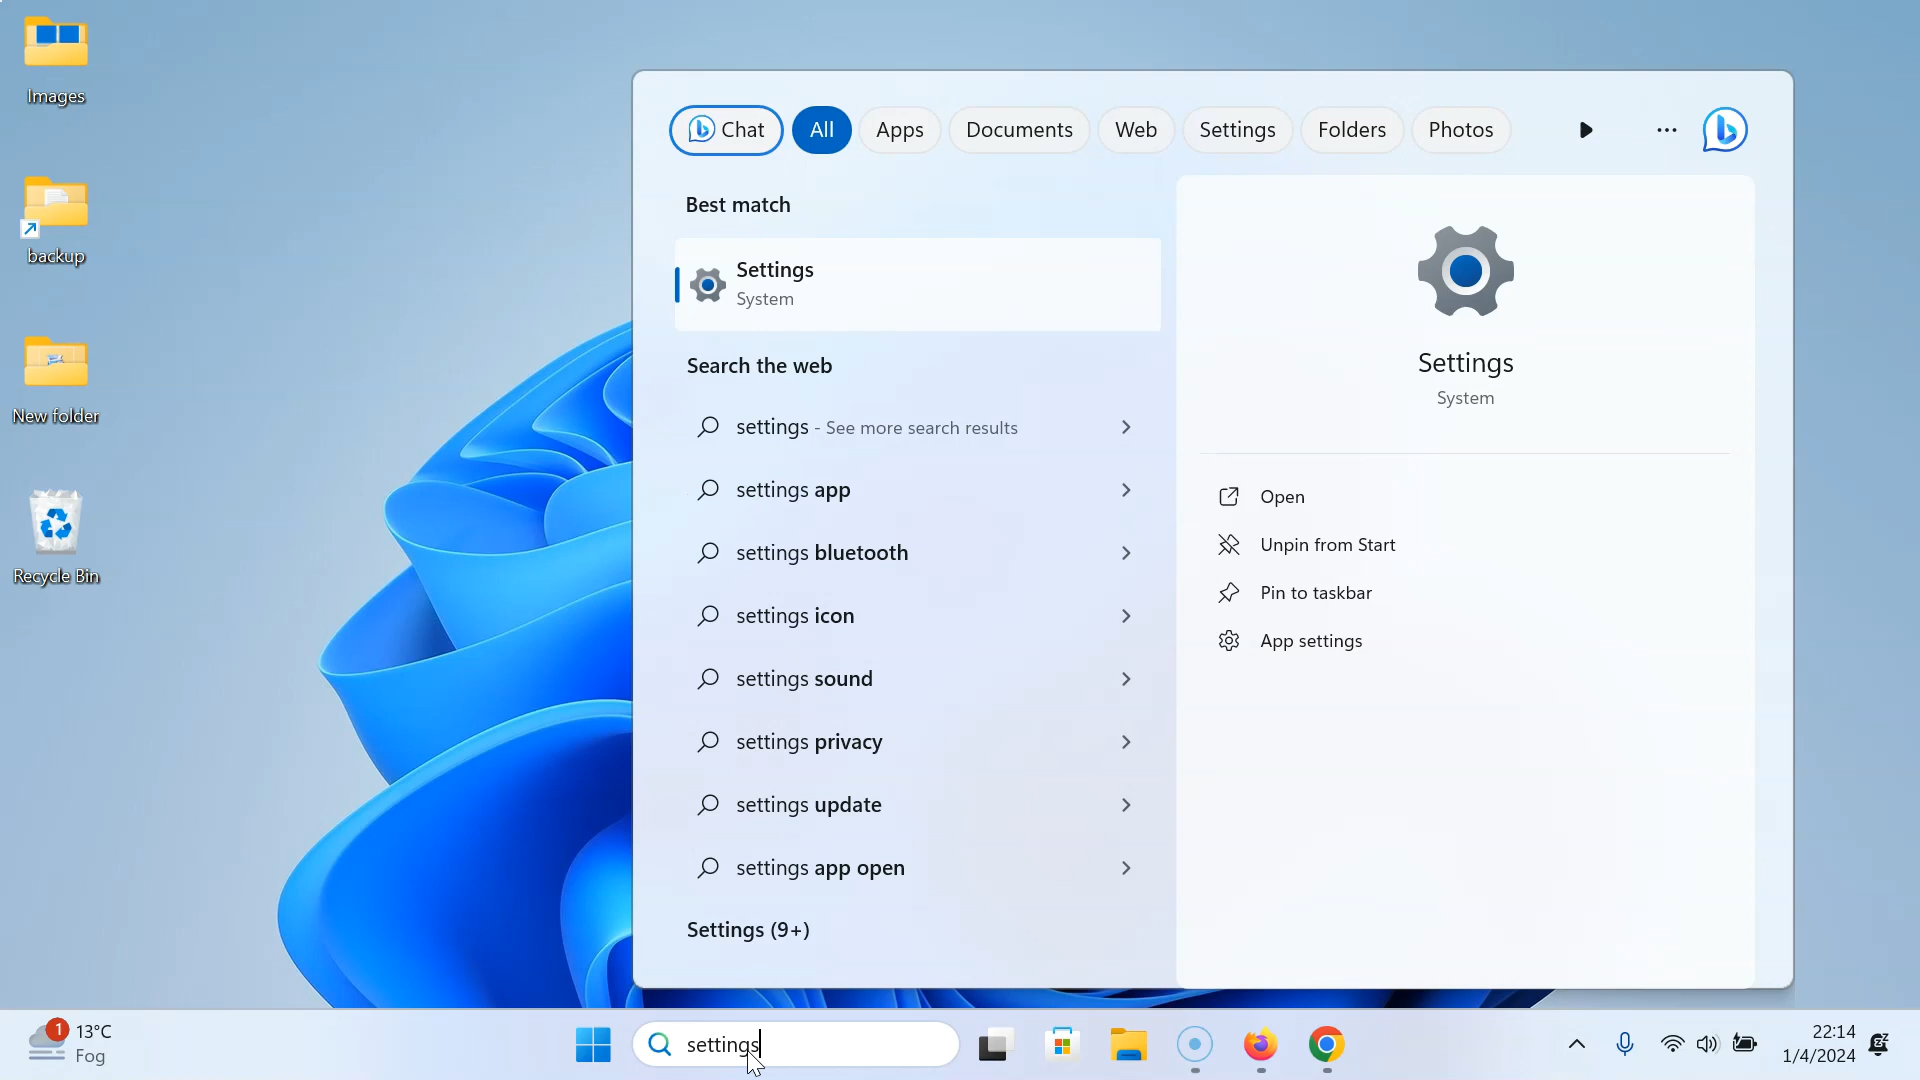 Images
backup
New folder
Recycle Bin
Chat
All
Apps
Documents
Web
Settings
Folders
Photos
Best match
Settings
System
Search the web
settings - See more search results
settings app
settings bluetooth
settings icon
settings sound
settings privacy
settings update
settings app open
Settings (9+)
Settings
System
Open
Unpin from Start
Pin to taskbar
App settings
1
13°C
Fog
settings
22:14
1/4/2024